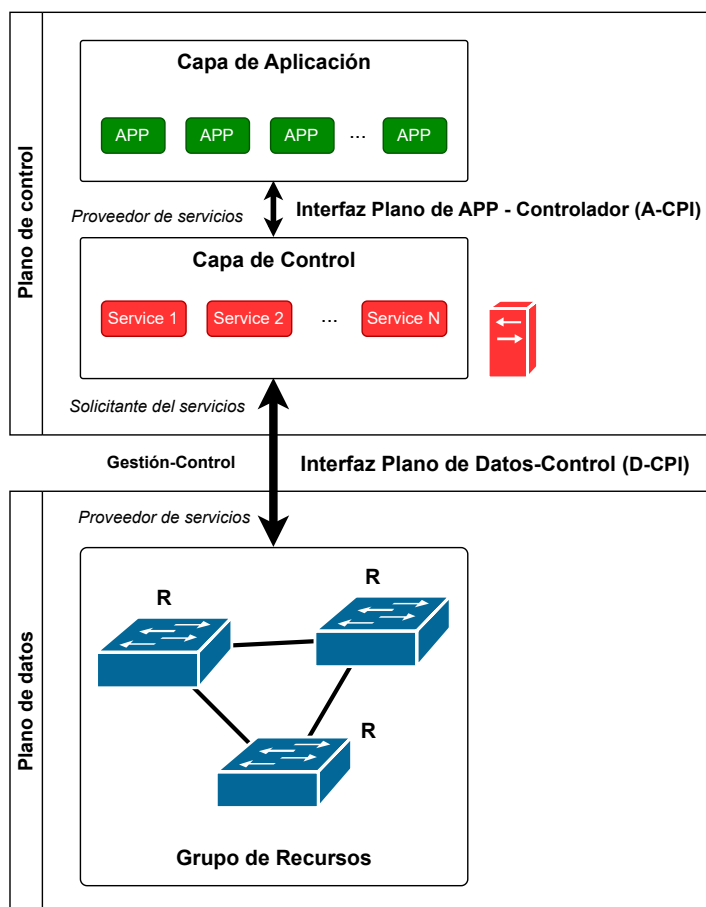 Plano de control
Capa de Aplicación
APP APP APP ... APP
Proveedor de servicios
Interfaz Plano de APP - Controlador (A-CPI)
Capa de Control
Service 1 Service 2 ... Service N
Solicitante del servicios
Gestión-Control
Interfaz Plano de Datos-Control (D-CPI)
Plano de datos
Proveedor de servicios
R
R
R
Grupo de Recursos